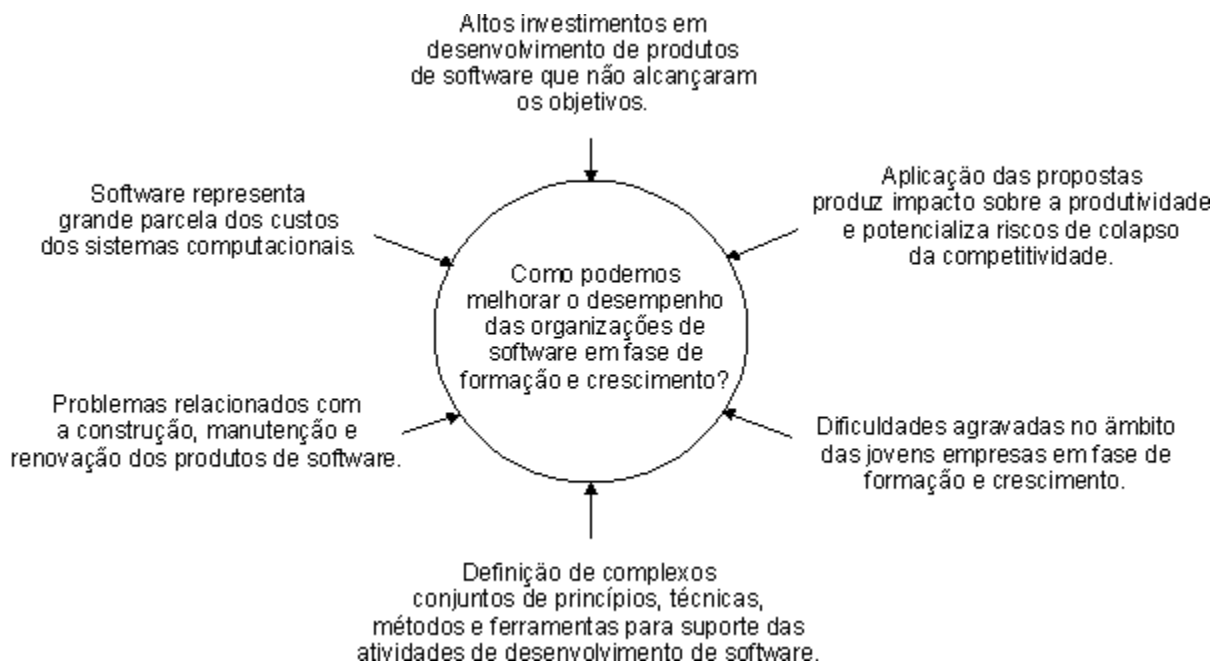 Altos investimentos em
desenvolvimento de produtos
de software que não alcançaram
os objetivos.
Software representa
grande parcela dos custos
dos sistemas computacionais.
Aplicação das propostas
produz impacto sobre a produtividade
e potencializa riscos de colapso
da competitividade.
Como podemos
melhorar o desempenho
das organizações de
software em fase de
formação e crescimento?
Problemas relacionados com
a construção, manutenção e
renovação dos produtos de software.
Dificuldades agravadas no âmbito
das jovens empresas em fase de
formação e crescimento.
Definição de complexos
conjuntos de princípios, técnicas,
métodos e ferramentas para suporte das
atividades de desenvolvimento de software.